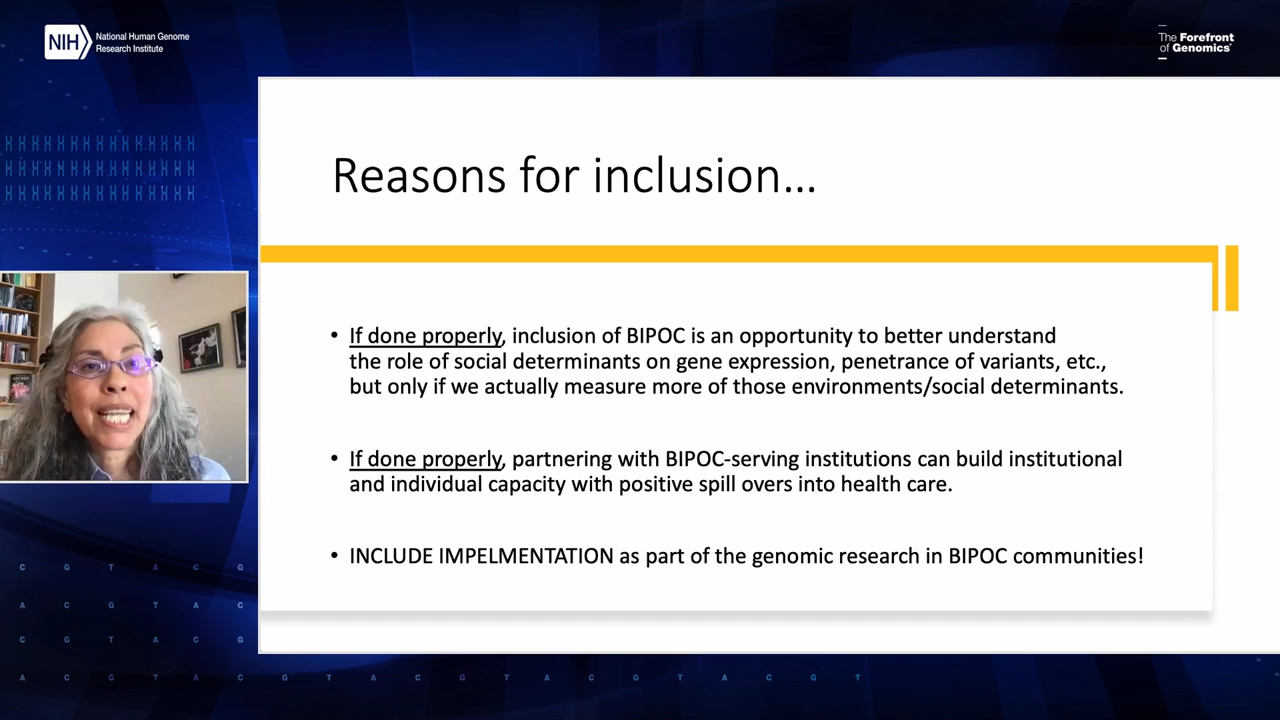 NIH National Human Genome
Research Institute
The Forefront
of Genomics®
Reasons for inclusion...
• If done properly, inclusion of BIPOC is an opportunity to better understand
the role of social determinants on gene expression, penetrance of variants, etc.,
but only if we actually measure more of those environments/social determinants.
• If done properly, partnering with BIPOC-serving institutions can build institutional
and individual capacity with positive spill overs into health care.
• INCLUDE IMPELMENTATION as part of the genomic research in BIPOC communities!
C G T A C G
A C G T A C
C G T A C G
A C G T A C G T A C G T A C G T A C G T